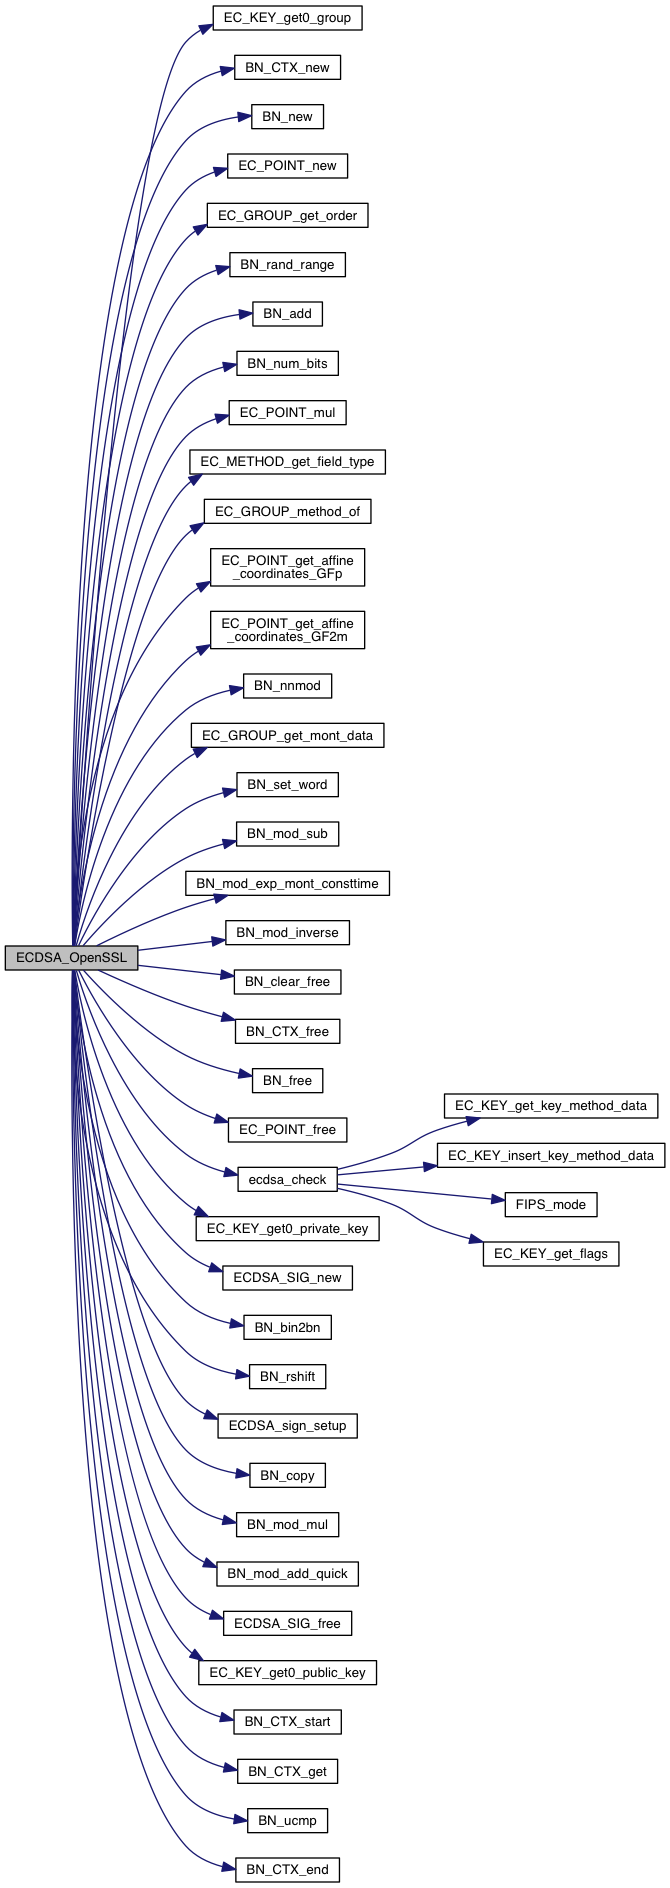 EC_KEY_get0_group
BN_CTX_new
BN_new
EC_POINT_new
EC_GROUP_get_order
BN_rand_range
BN_add
BN_num_bits
EC_POINT_mul
EC_METHOD_get_field_type
EC_GROUP_method_of
EC_POINT_get_affine
_coordinates_GFp
EC_POINT_get_affine
_coordinates_GF2m
BN_nnmod
EC_GROUP_get_mont_data
BN_set_word
BN_mod_sub
BN_mod_exp_mont_consttime
BN_mod_inverse
ECDSA_OpenSSL
BN_clear_free
BN_CTX_free
BN_free
EC_POINT_free
ecdsa_check
EC_KEY_get_key_method_data
EC_KEY_insert_key_method_data
FIPS_mode
EC_KEY_get_flags
EC_KEY_get0_private_key
ECDSA_SIG_new
BN_bin2bn
BN_rshift
ECDSA_sign_setup
BN_copy
BN_mod_mul
BN_mod_add_quick
ECDSA_SIG_free
EC_KEY_get0_public_key
BN_CTX_start
BN_CTX_get
BN_ucmp
BN_CTX_end